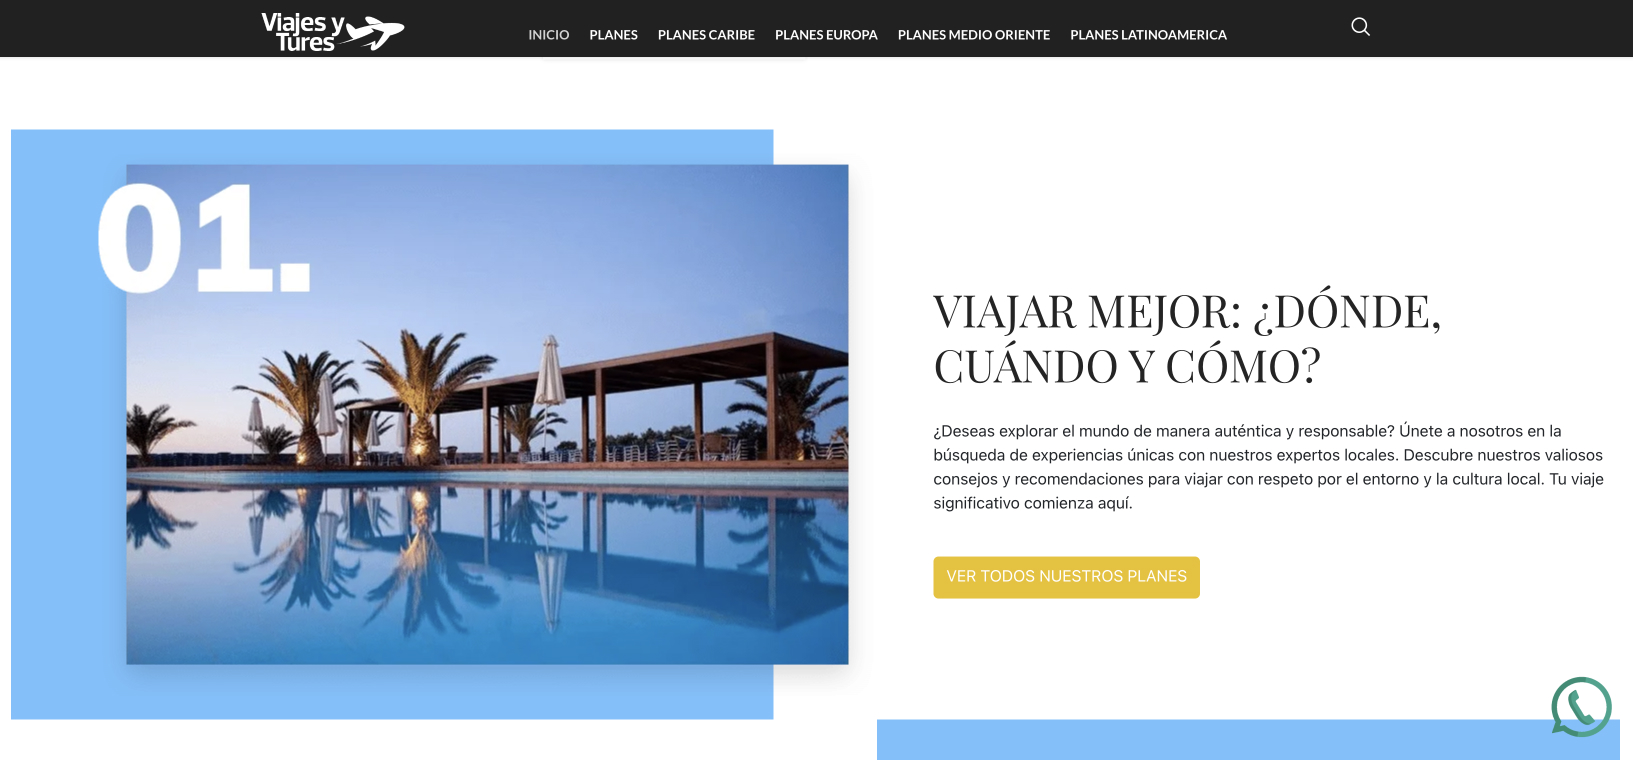 Viajes y
Tures
INICIO PLANES PLANES CARIBE PLANES EUROPA PLANES MEDIO ORIENTE PLANES LATINOAMERICA
01.
VIAJAR MEJOR: ¿DÓNDE,
CUÁNDO Y CÓMO?
¿Deseas explorar el mundo de manera auténtica y responsable? Únete a nosotros en la
búsqueda de experiencias únicas con nuestros expertos locales. Descubre nuestros valiosos
consejos y recomendaciones para viajar con respeto por el entorno y la cultura local. Tu viaje
significativo comienza aquí.
VER TODOS NUESTROS PLANES